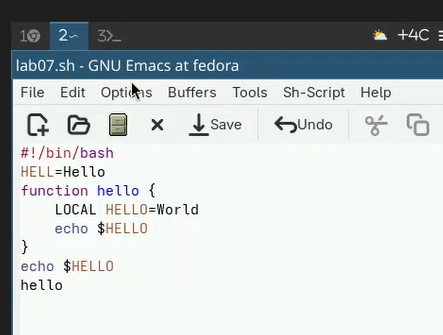 1
2
3>_
+4C
lab07.sh - GNU Emacs at fedora
File Edit Options Buffers Tools Sh-Script Help
Save Undo
#!/bin/bash
HELL=Hello
function hello {
    LOCAL HELLO=World
    echo $HELLO
}
echo $HELLO
hello